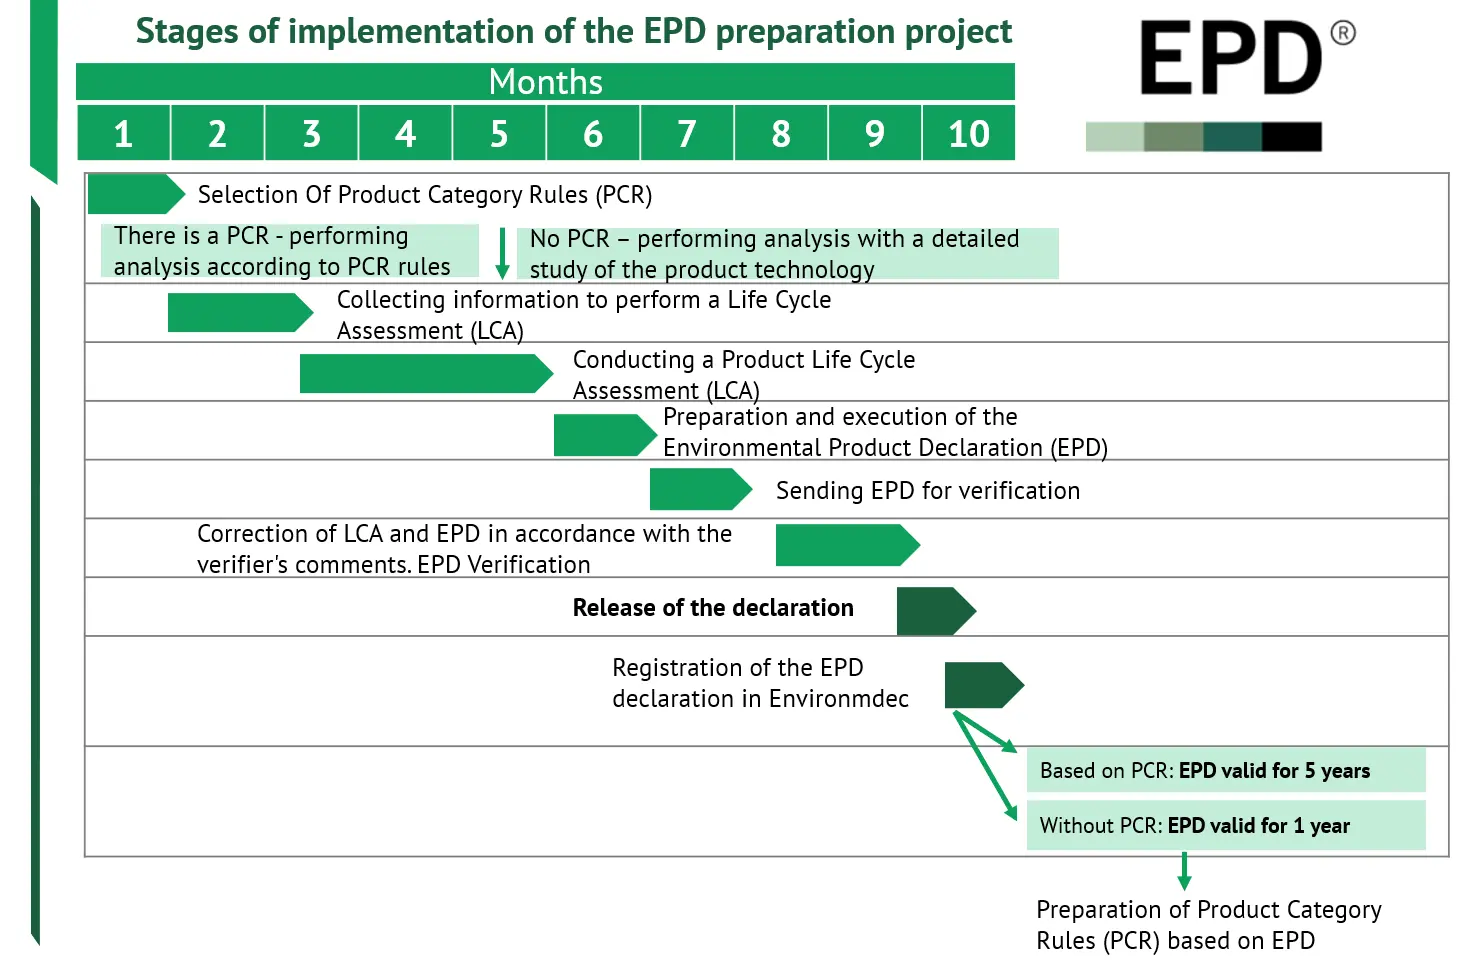 Stages of implementation of the EPD preparation project
EPD®
Months
1 2 3 4 5 6 7 8 9 10
Selection Of Product Category Rules (PCR)
There is a PCR - performing
analysis according to PCR rules
No PCR – performing analysis with a detailed
study of the product technology
Collecting information to perform a Life Cycle
Assessment (LCA)
Conducting a Product Life Cycle
Assessment (LCA)
Preparation and execution of the
Environmental Product Declaration (EPD)
Sending EPD for verification
Correction of LCA and EPD in accordance with the
verifier's comments. EPD Verification
Release of the declaration
Registration of the EPD
declaration in Environmdec
Based on PCR: EPD valid for 5 years
Without PCR: EPD valid for 1 year
Preparation of Product Category
Rules (PCR) based on EPD